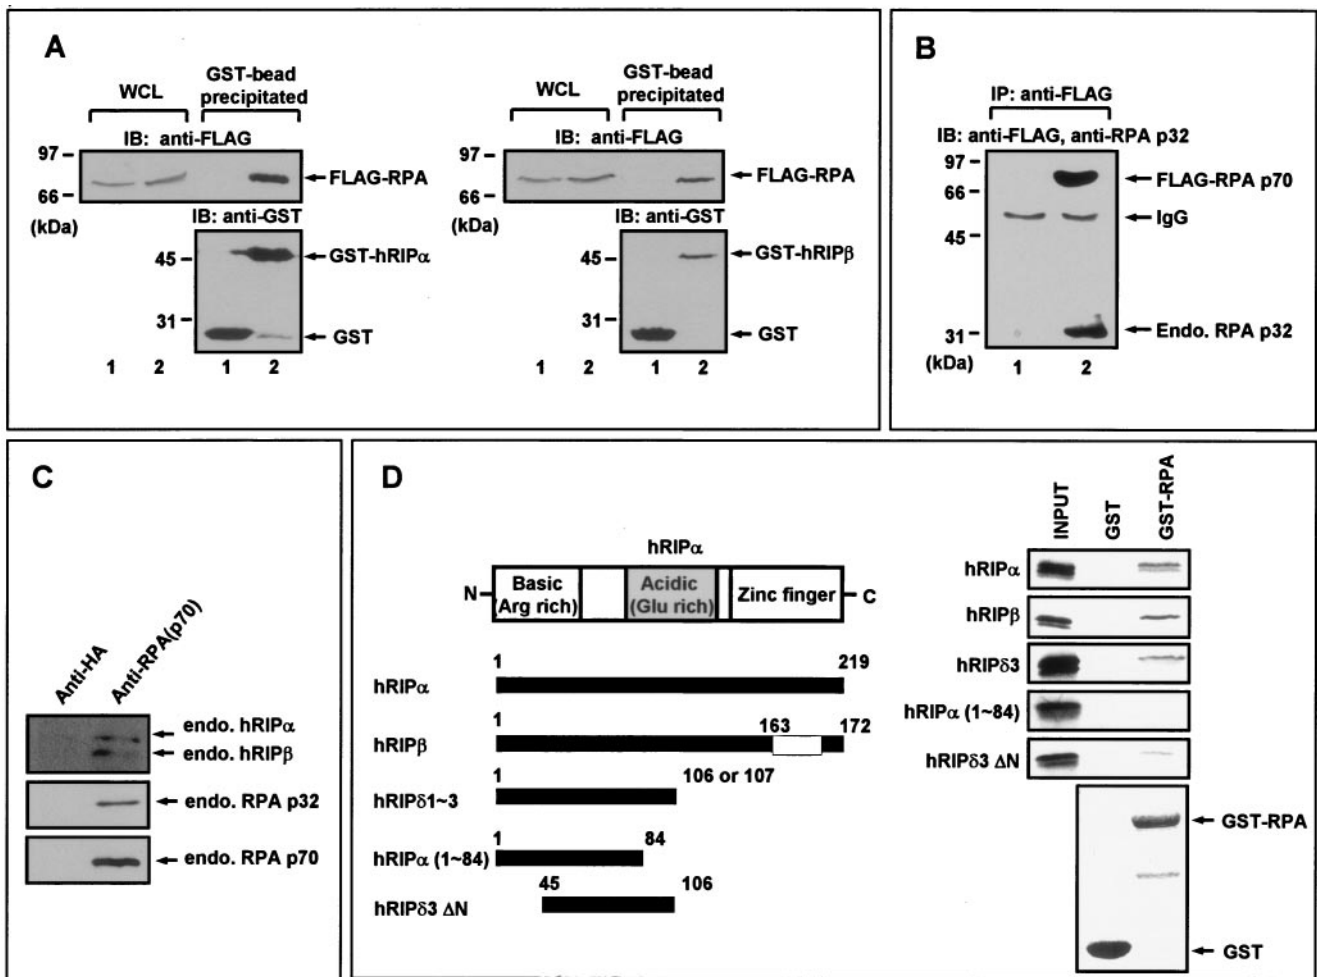 A
WCL
GST-bead
precipitated
IB: anti-FLAG
97
66
(kDa)
FLAG-RPA
IB: anti-GST
45
31
GST-hRIPα
GST
1 2 1 2
WCL
GST-bead
precipitated
IB: anti-FLAG
97
66
(kDa)
FLAG-RPA
IB: anti-GST
45
31
GST-hRIPβ
GST
1 2 1 2
B
IP: anti-FLAG
IB: anti-FLAG, anti-RPA p32
97
66
45
31
(kDa)
FLAG-RPA p70
IgG
Endo. RPA p32
1 2
C
Anti-HA
Anti-RPA(p70)
endo. hRIPα
endo. hRIPβ
endo. RPA p32
endo. RPA p70
D
hRIPα
N
Basic
(Arg rich)
Acidic
(Glu rich)
Zinc finger
C
1 219
hRIPα
1 163 172
hRIPβ
1 106 or 107
hRIPδ1~3
1 84
hRIPα (1~84)
45 106
hRIPδ3 ΔN
INPUT
GST
GST-RPA
hRIPα
hRIPβ
hRIPδ3
hRIPα (1~84)
hRIPδ3 ΔN
GST-RPA
GST